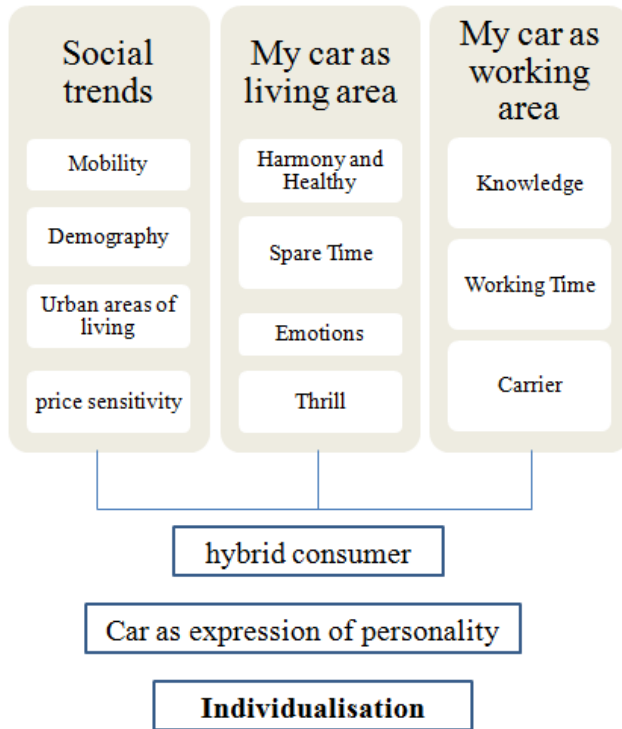 Social
trends
Mobility
Demography
Urban areas of
living
price sensitivity
My car as
living area
Harmony and
Healthy
Spare Time
Emotions
Thrill
My car as
working
area
Knowledge
Working Time
Carrier
hybrid consumer
Car as expression of personality
Individualisation